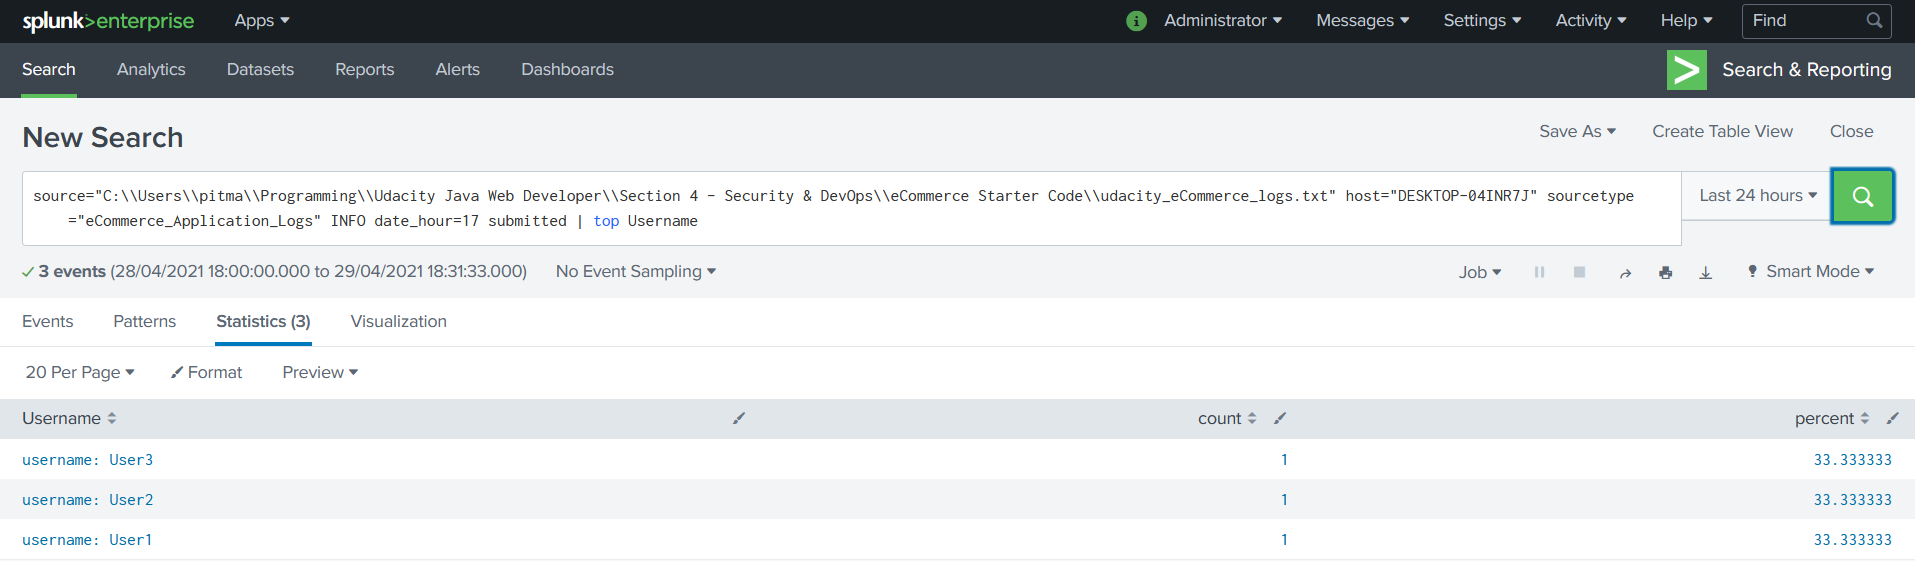 splunk>enterprise Apps Administrator Messages Settings Activity Help Find
Search Analytics Datasets Reports Alerts Dashboards Search & Reporting
New Search Save As Create Table View Close
source="C:\\Users\\pitma\\Programming\\Udacity Java Web Developer\\Section 4 - Security & DevOps\\eCommerce Starter Code\\udacity_eCommerce_logs.txt" host="DESKTOP-04INR7J" sourcetype
="eCommerce_Application_Logs" INFO date_hour=17 submitted | top Username
Last 24 hours
3 events (28/04/2021 18:00:00.000 to 29/04/2021 18:31:33.000) No Event Sampling Job Smart Mode
Events Patterns Statistics (3) Visualization
20 Per Page Format Preview
Username count percent
username: User3 1 33.333333
username: User2 1 33.333333
username: User1 1 33.333333